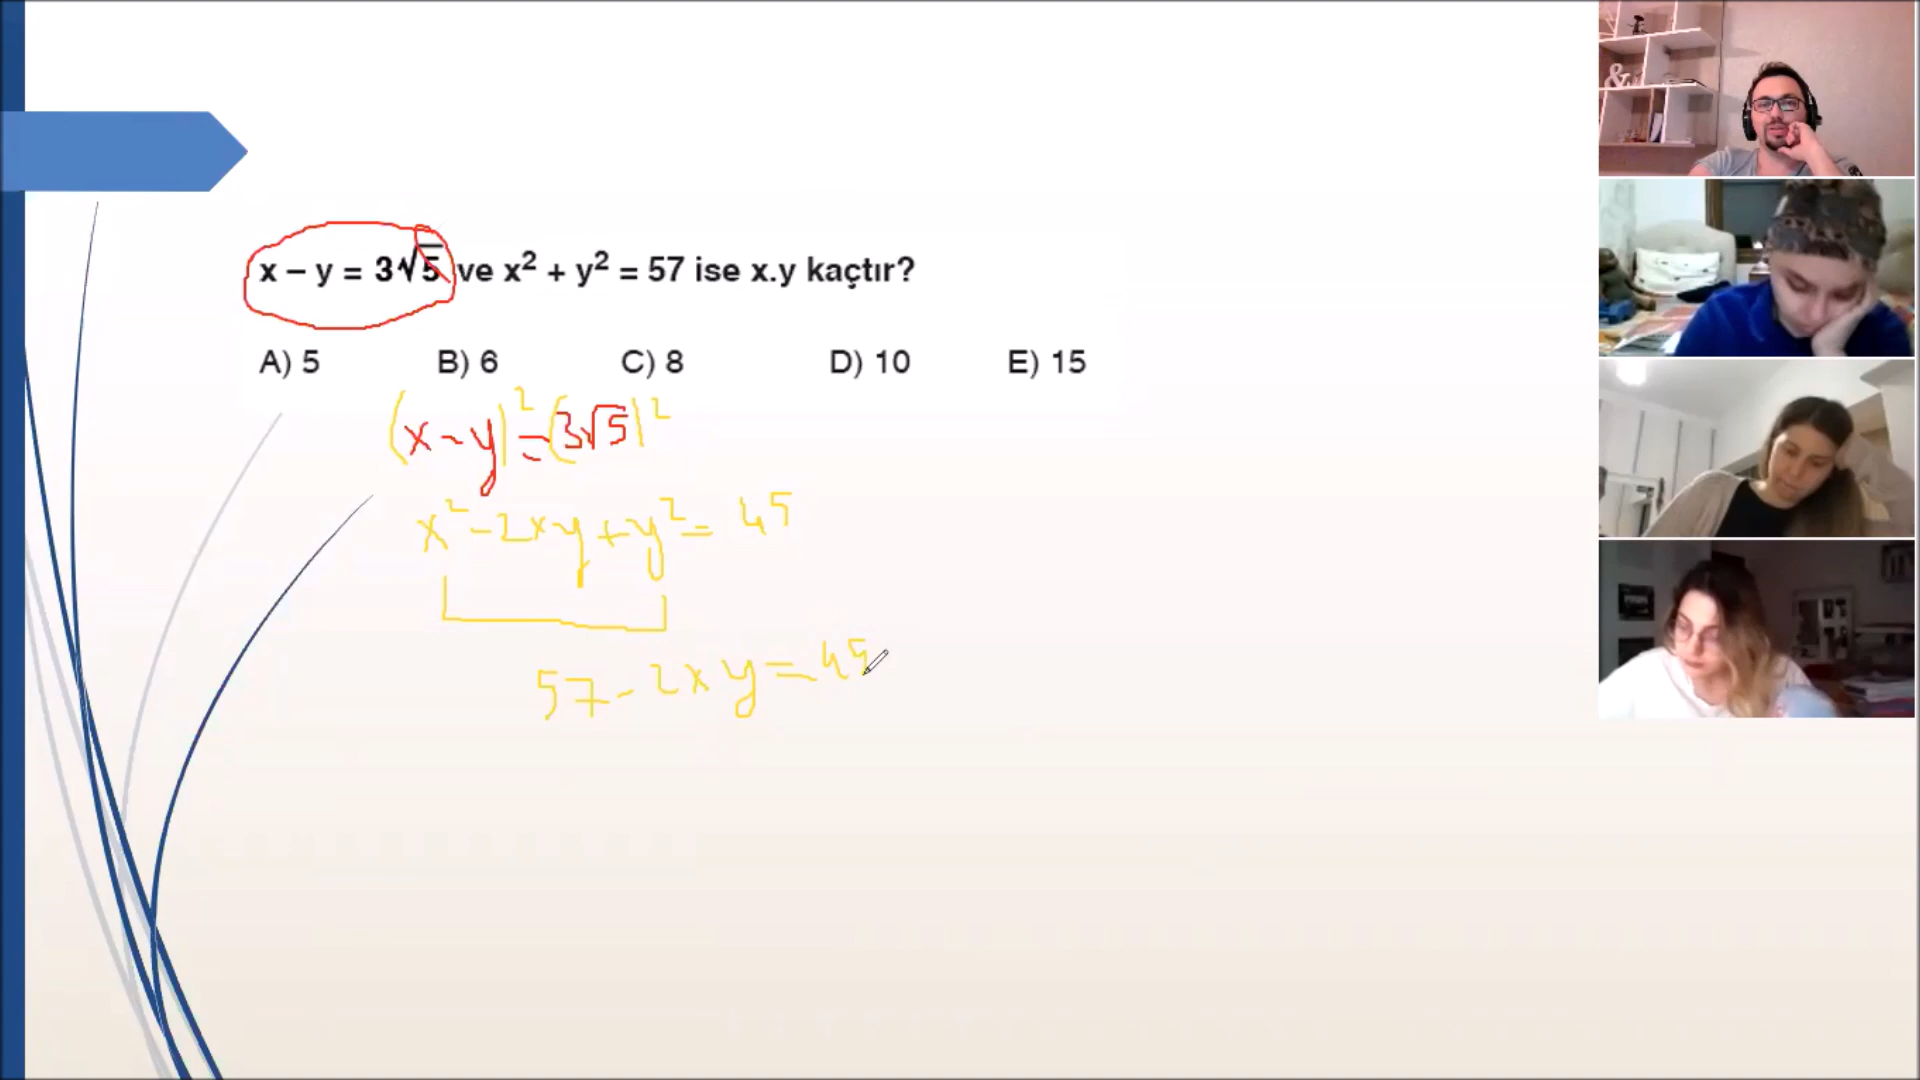 x – y = 3√5 ve x² + y² = 57 ise x.y kaçtır?
A) 5 B) 6 C) 8 D) 10 E) 15
(x - y)² = (3√5)²
x² - 2xy + y² = 45
57 - 2xy = 45
&